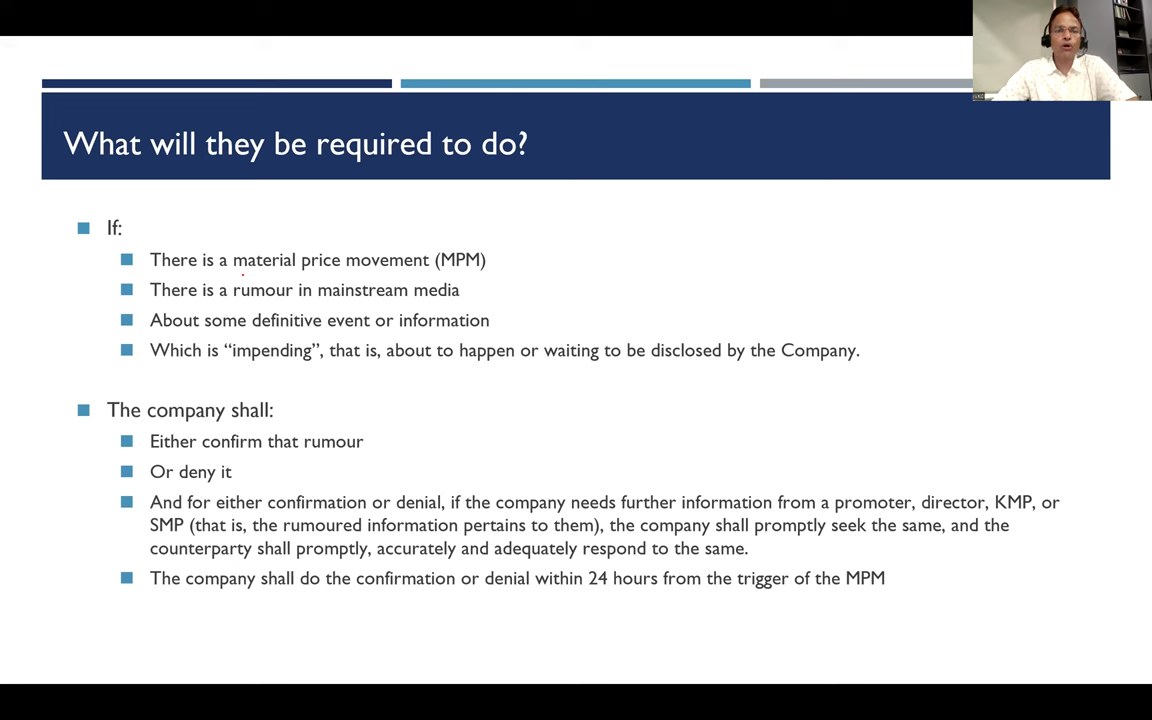 What will they be required to do?
If:
There is a material price movement (MPM)
There is a rumour in mainstream media
About some definitive event or information
Which is “impending”, that is, about to happen or waiting to be disclosed by the Company.
The company shall:
Either confirm that rumour
Or deny it
And for either confirmation or denial, if the company needs further information from a promoter, director, KMP, or
SMP (that is, the rumoured information pertains to them), the company shall promptly seek the same, and the
counterparty shall promptly, accurately and adequately respond to the same.
The company shall do the confirmation or denial within 24 hours from the trigger of the MPM